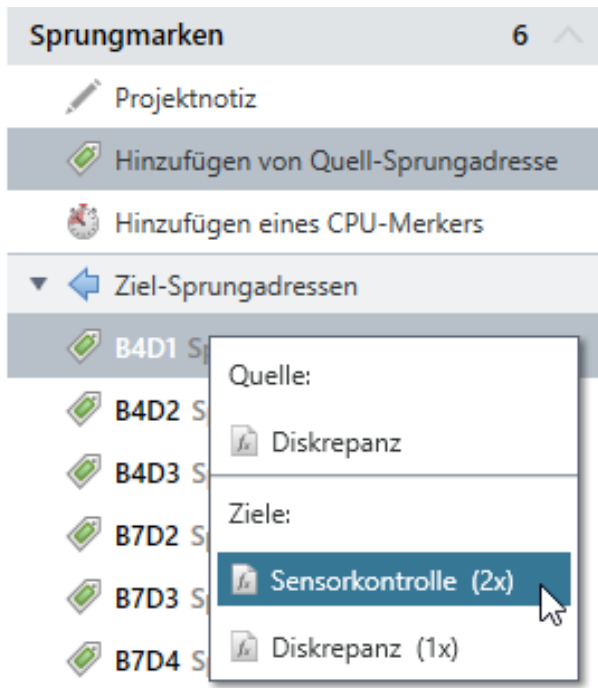 Sprungmarken 6
Projektnotiz
Hinzufügen von Quell-Sprungadresse
Hinzufügen eines CPU-Merkers
Ziel-Sprungadressen
B4D1
B4D2
B4D3
B7D2
B7D3
B7D4
Quelle:
Diskrepanz
Ziele:
Sensorkontrolle (2x)
Diskrepanz (1x)